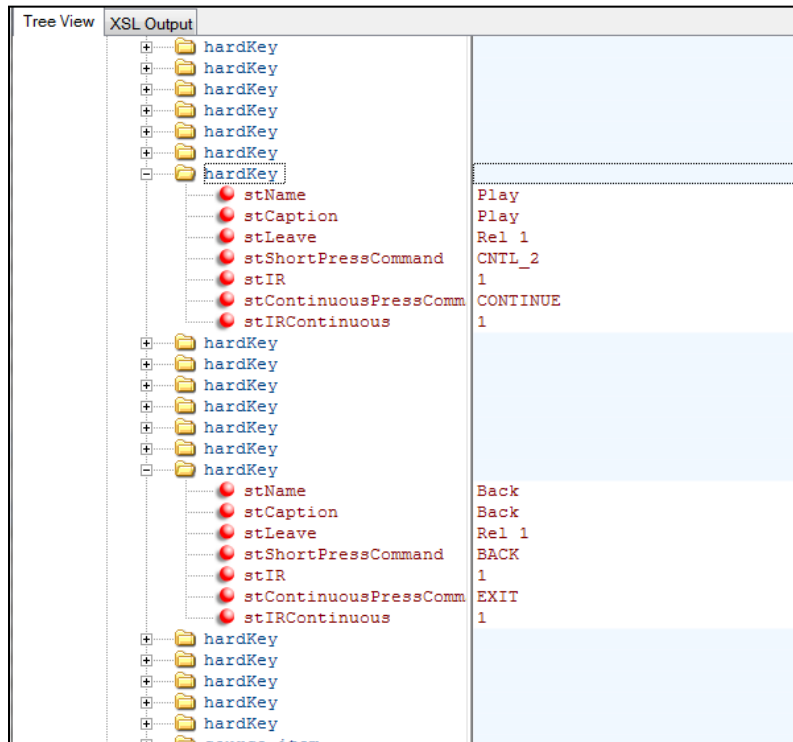 Tree View XSL Output
hardKey
hardKey
hardKey
hardKey
hardKey
hardKey
hardKey
stName Play
stCaption Play
stLeave Rel 1
stShortPressCommand CNTL_2
stIR 1
stContinuousPressComm CONTINUE
stIRContinuous 1
hardKey
hardKey
hardKey
hardKey
hardKey
hardKey
hardKey
stName Back
stCaption Back
stLeave Rel 1
stShortPressCommand BACK
stIR 1
stContinuousPressComm EXIT
stIRContinuous 1
hardKey
hardKey
hardKey
hardKey
hardKey